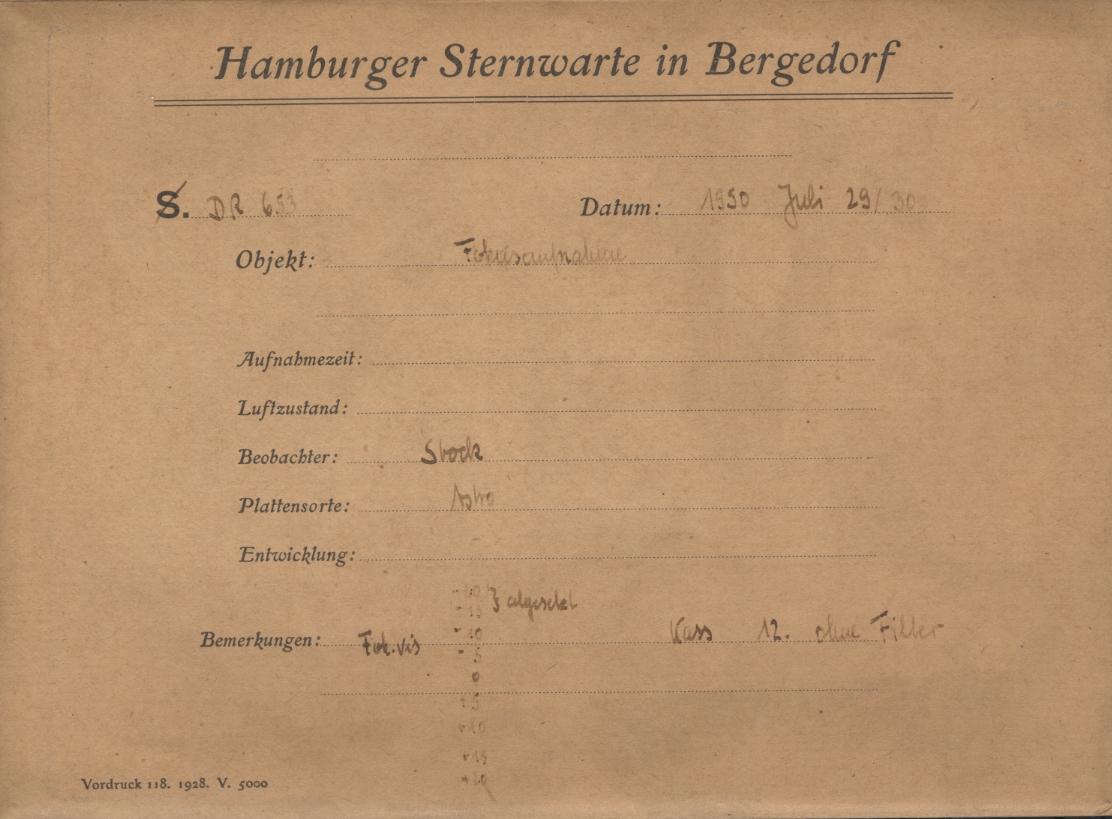 Hamburger Sternwarte in Bergedorf
S. DR 653 Datum: 1950 Juli 29/30
Objekt: Fokusaufnahme
Aufnahmezeit:
Luftzustand:
Beobachter: Stock
Plattensorte: Astro
Entwicklung:
-20
-15 } abgesetzt
Bemerkungen: Fok. vis -10 Kass 12. ohne Filter
-5
0
+5
+10
+15
+20
Vordruck 118. 1928. V. 5000